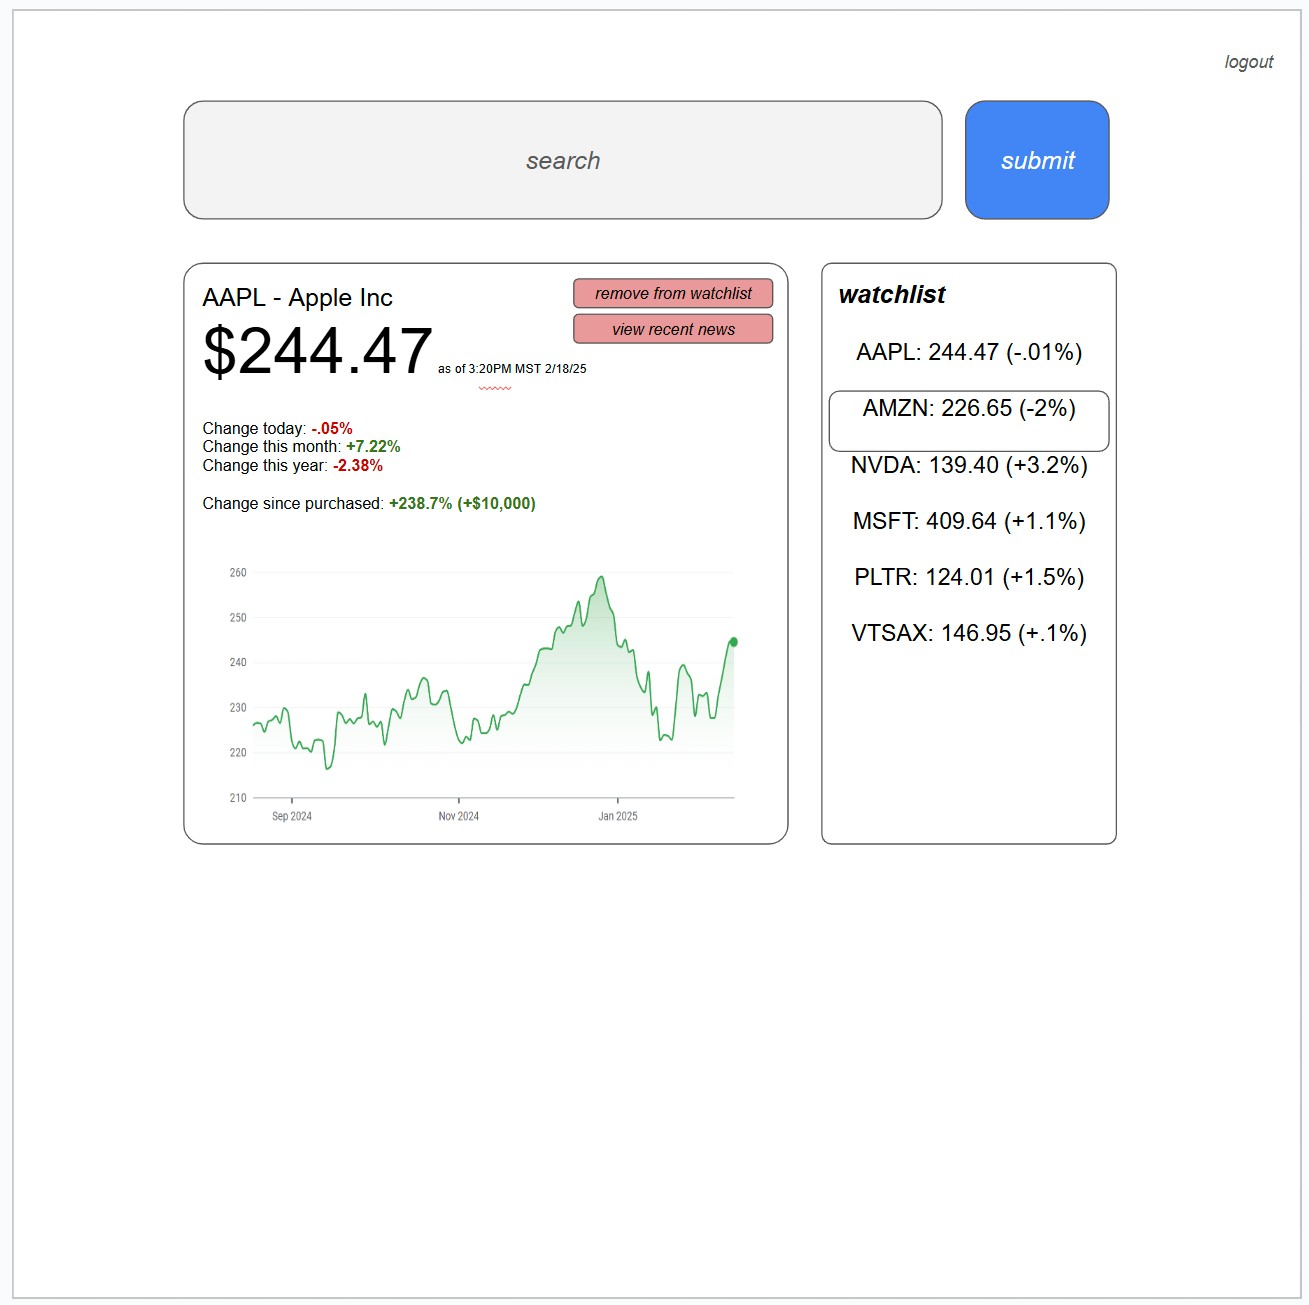 logout
search
submit
AAPL - Apple Inc
remove from watchlist
$244.47 as of 3:20PM MST 2/18/25
view recent news
Change today: -.05%
Change this month: +7.22%
Change this year: -2.38%
Change since purchased: +238.7% (+$10,000)
260
250
240
230
220
210
Sep 2024
Nov 2024
Jan 2025
watchlist
AAPL: 244.47 (-.01%)
AMZN: 226.65 (-2%)
NVDA: 139.40 (+3.2%)
MSFT: 409.64 (+1.1%)
PLTR: 124.01 (+1.5%)
VTSAX: 146.95 (+.1%)